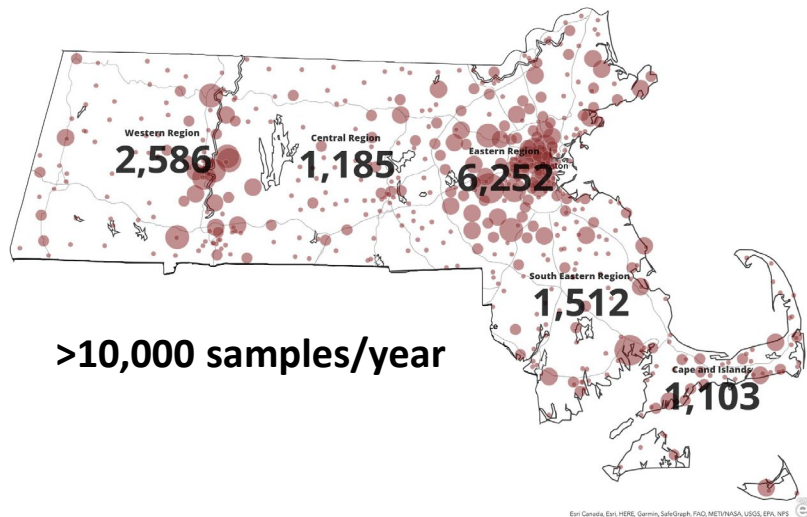 Western Region
2,586
Central Region
1,185
Eastern Region
6,252
South Eastern Region
1,512
>10,000 samples/year
Cape and Islands
1,103
Esri Canada, Esri, HERE, Garmin, SafeGraph, FAO, METI/NASA, USGS, EPA, NPS